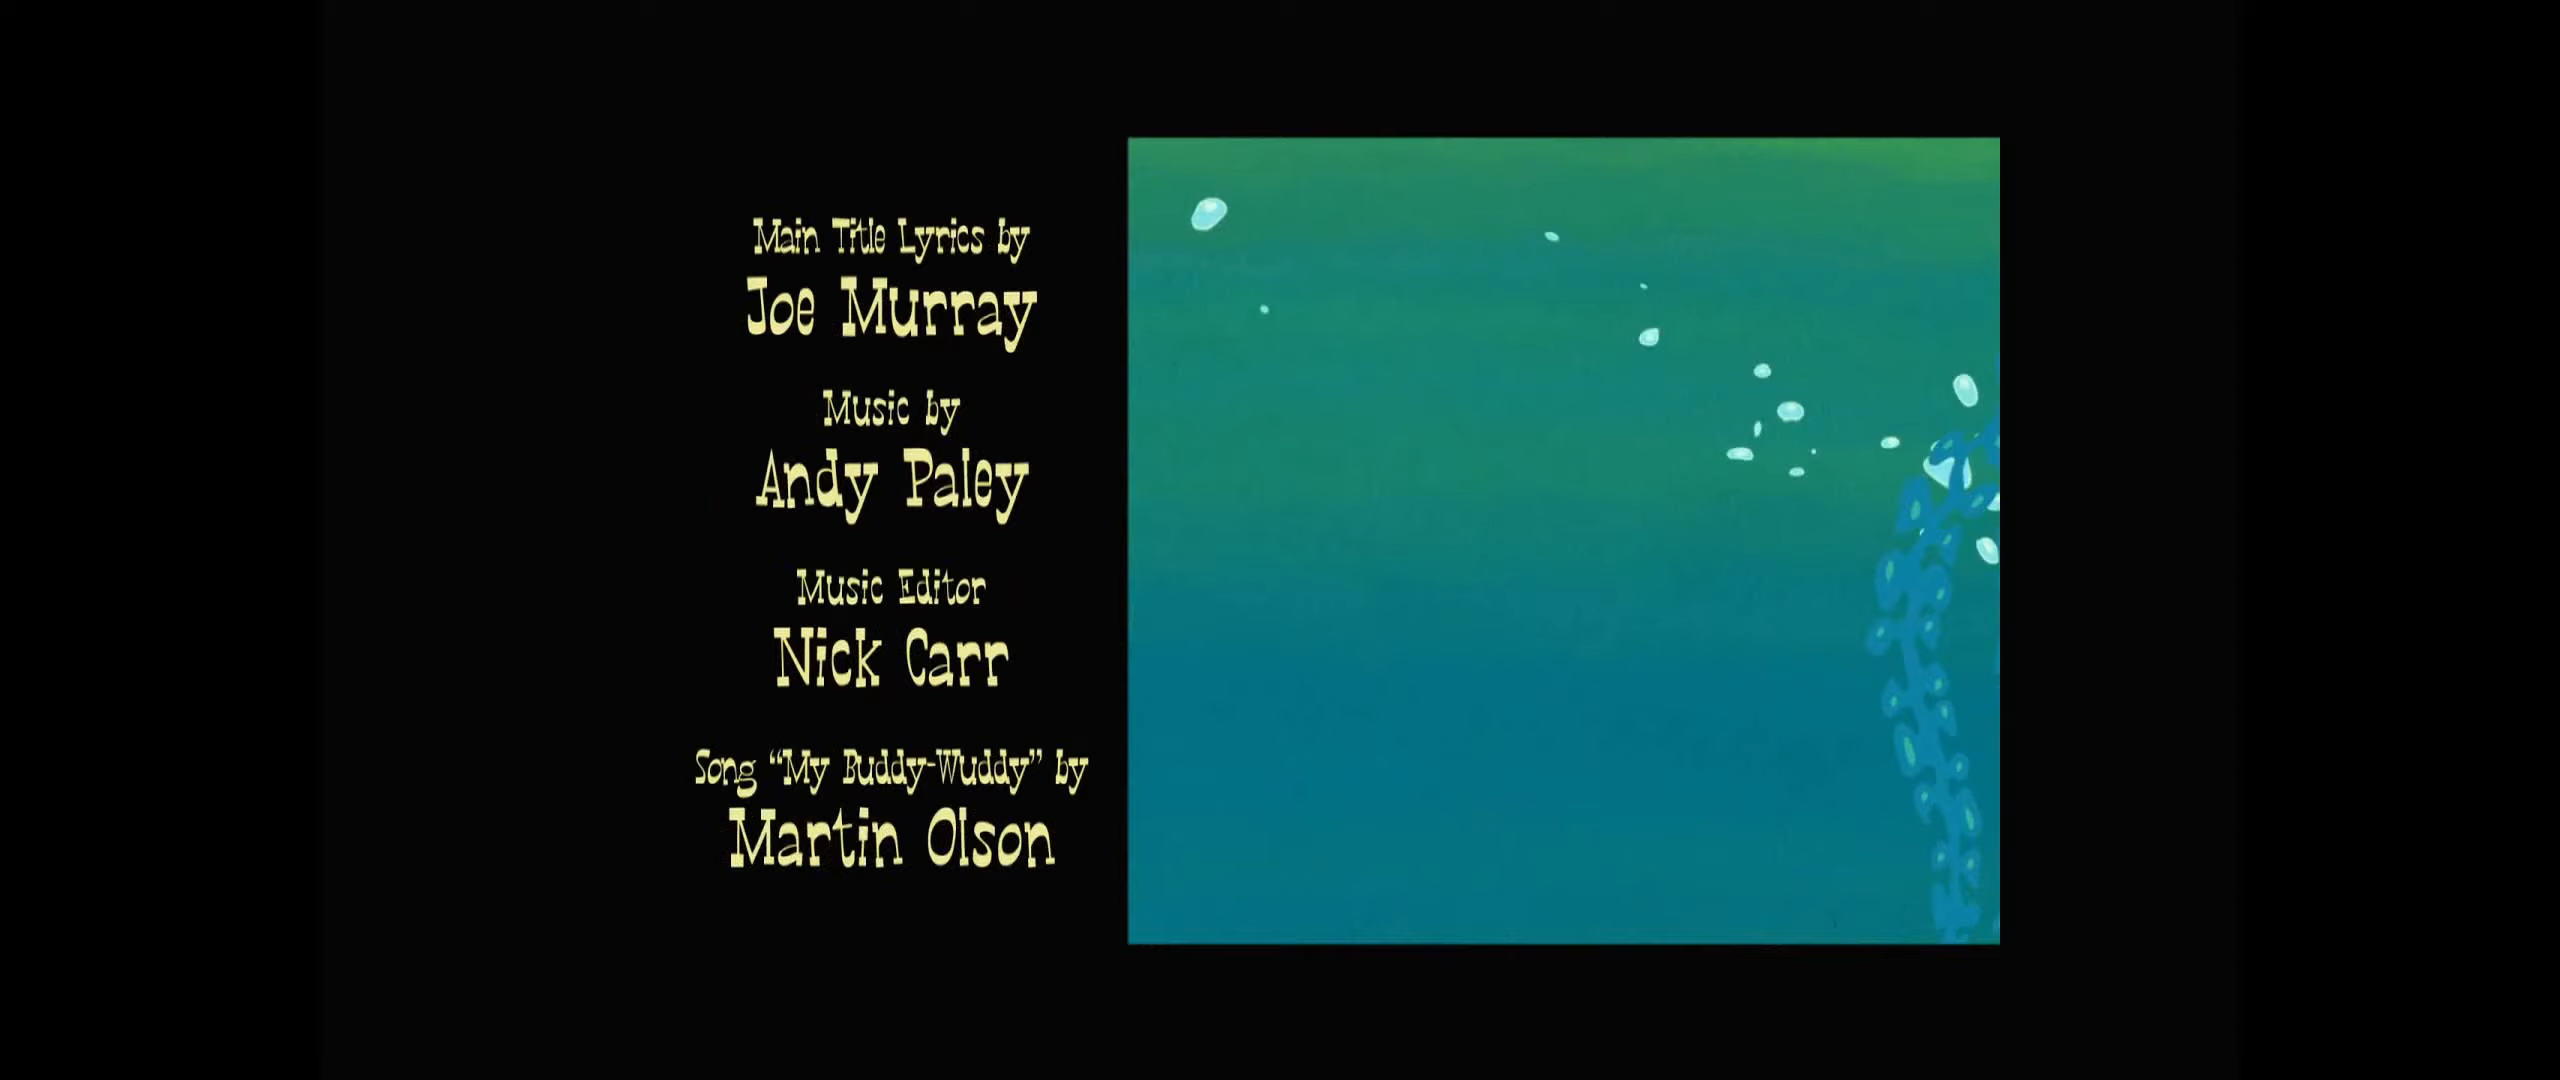 Main Title Lyrics by
Joe Murray
Music by
Andy Paley
Music Editor
Nick Carr
Song “My Buddy-Wuddy” by
Martin Olson